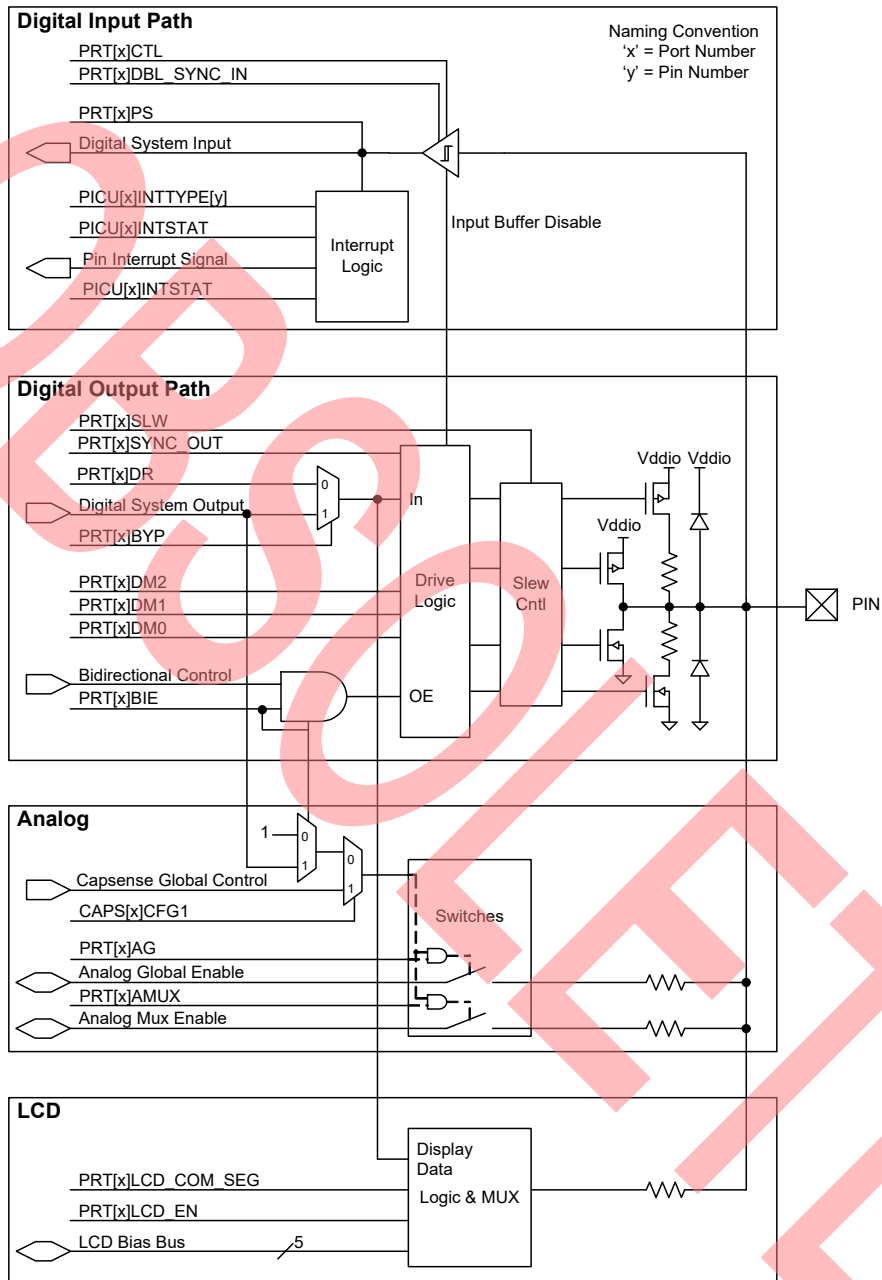 Digital Input Path
Naming Convention
‘x’ = Port Number
‘y’ = Pin Number
PRT[x]CTL
PRT[x]DBL_SYNC_IN
PRT[x]PS
Digital System Input
PICU[x]INTTYPE[y]
PICU[x]INTSTAT
Pin Interrupt Signal
PICU[x]INTSTAT
Interrupt
Logic
Input Buffer Disable
Digital Output Path
PRT[x]SLW
PRT[x]SYNC_OUT
PRT[x]DR
Digital System Output
PRT[x]BYP
0
1
In
Vddio
Vddio
Vddio
PRT[x]DM2
PRT[x]DM1
PRT[x]DM0
Drive
Logic
Slew
Cntl
PIN
Bidirectional Control
PRT[x]BIE
OE
Analog
1
0
1
0
1
Capsense Global Control
CAPS[x]CFG1
Switches
PRT[x]AG
Analog Global Enable
PRT[x]AMUX
Analog Mux Enable
LCD
Display
Data
Logic & MUX
PRT[x]LCD_COM_SEG
PRT[x]LCD_EN
LCD Bias Bus
5